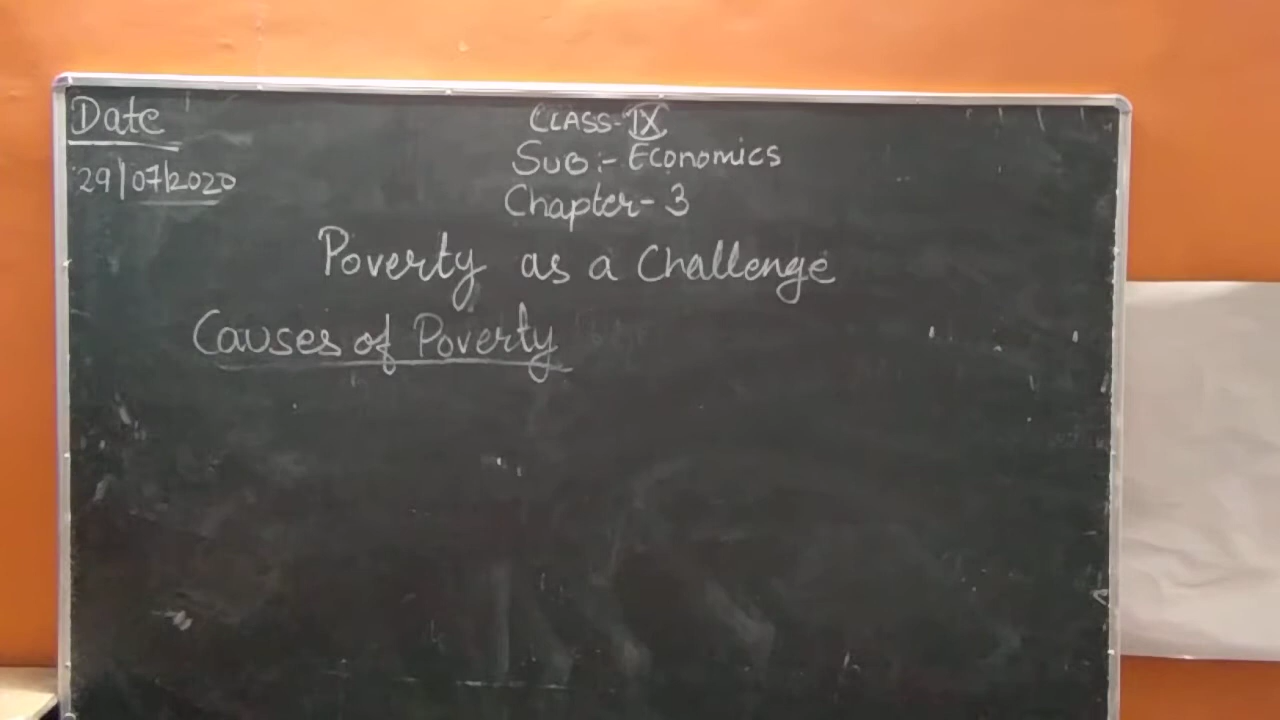 Date
29/07/2020
CLASS-IX
SUB:- ECONOMICS
Chapter-3
Poverty as a Challenge
Causes of Poverty